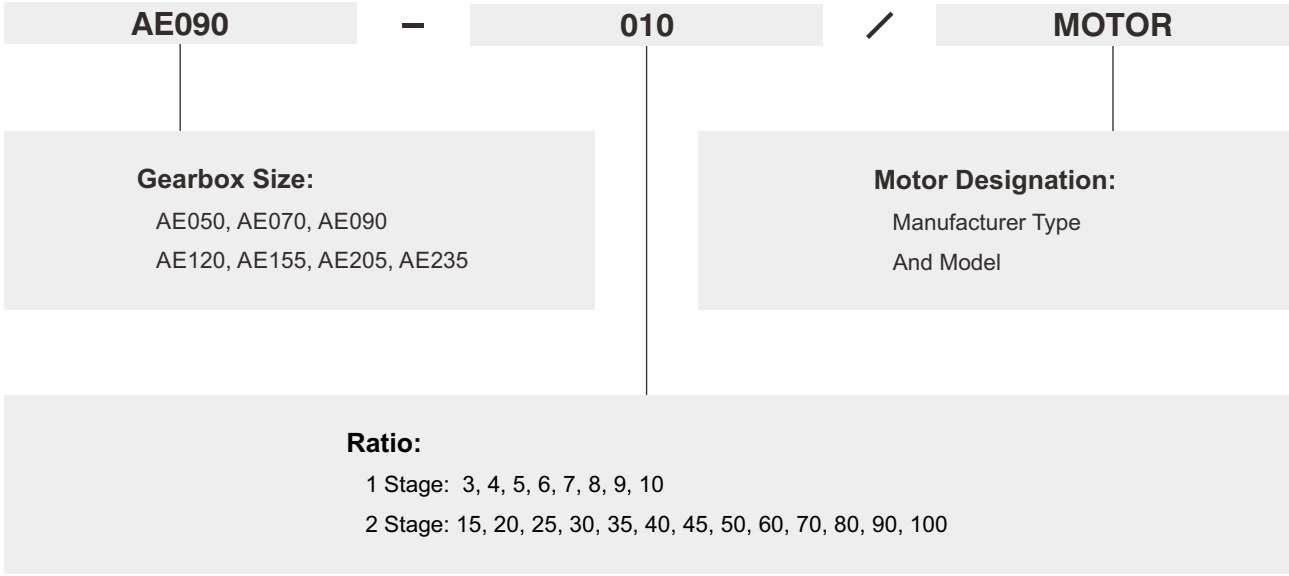 AE090 – 010 / MOTOR
Gearbox Size:
AE050, AE070, AE090
AE120, AE155, AE205, AE235
Motor Designation:
Manufacturer Type
And Model
Ratio:
1 Stage: 3, 4, 5, 6, 7, 8, 9, 10
2 Stage: 15, 20, 25, 30, 35, 40, 45, 50, 60, 70, 80, 90, 100